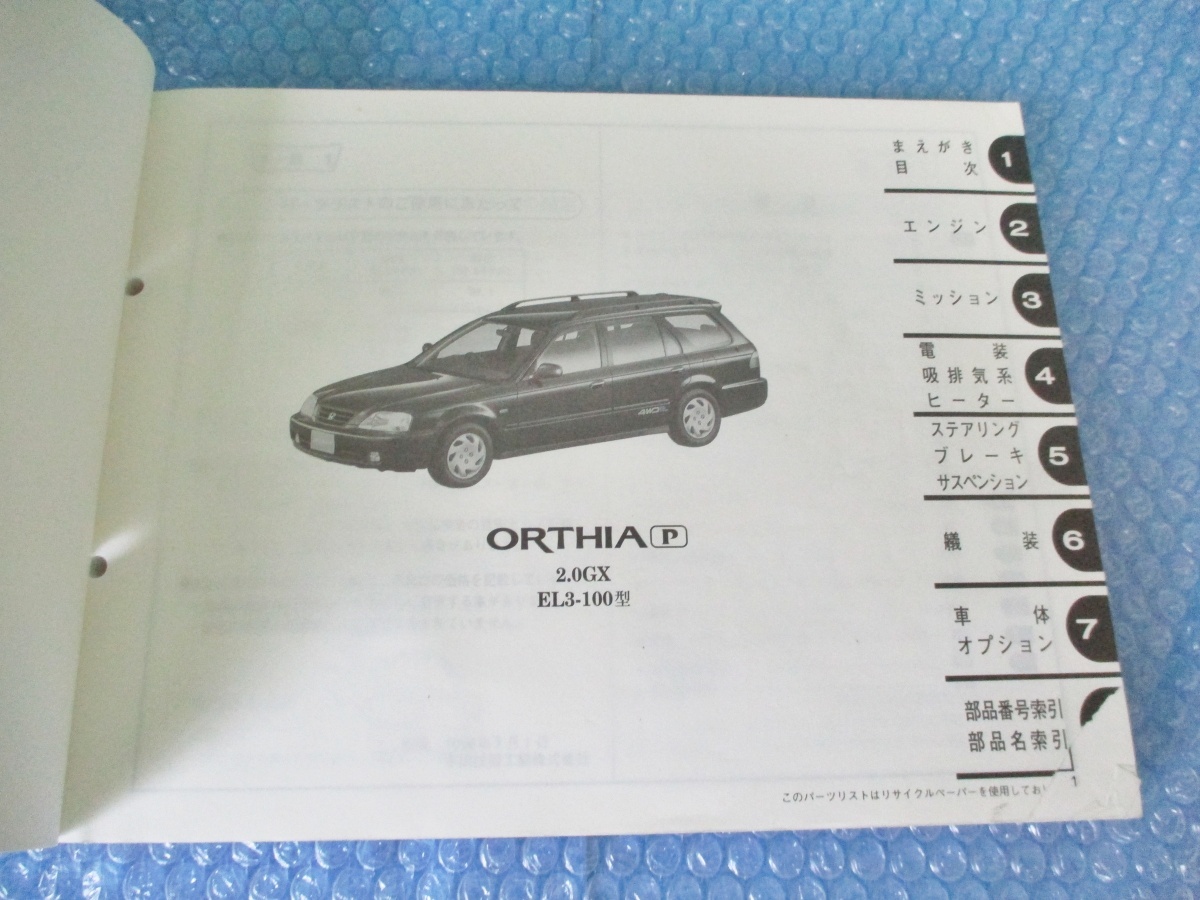 まえがき
目次
1
エンジン
2
ミッション
3
電装
吸排気系
ヒーター
4
ステアリング
ブレーキ
サスペンション
5
艤装
6
車体
オプション
7
部品番号索引
部品名索引
4WD
ORTHIA P
2.0GX
EL3-100型
このパーツリストはリサイクルペーパーを使用してお
1